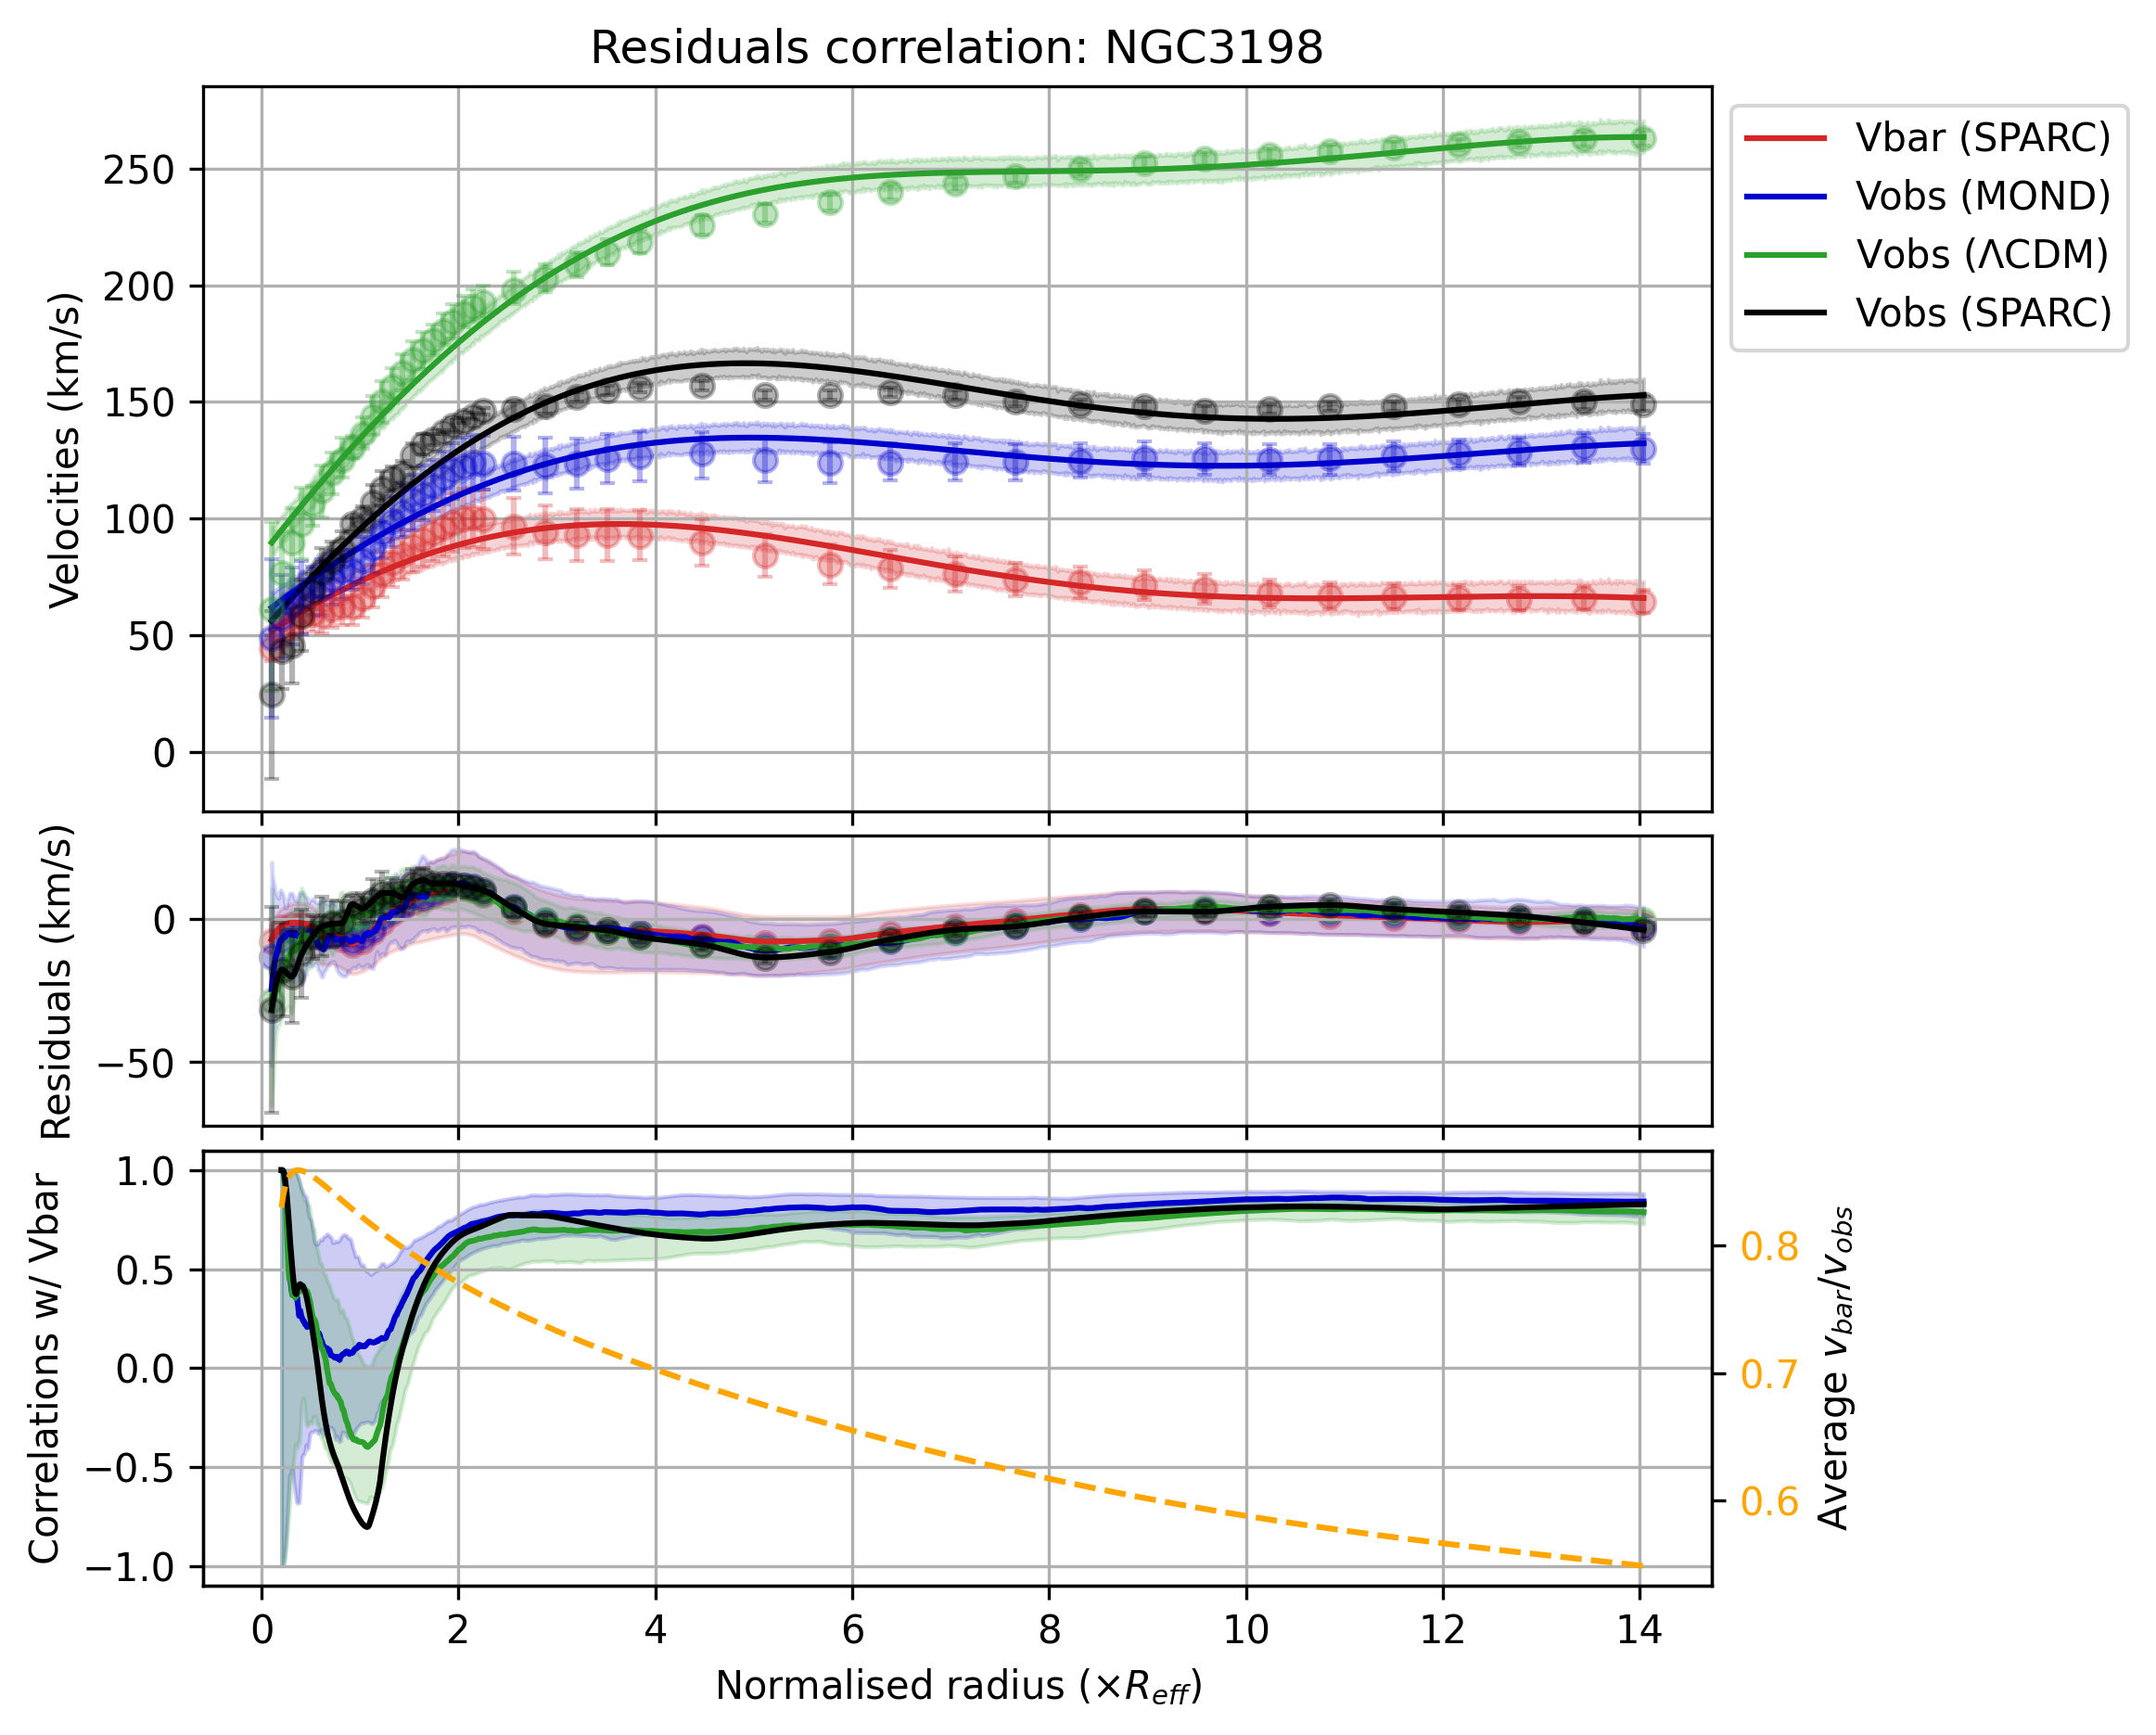 Residuals correlation: NGC3198
Velocities (km/s)
250
200
150
100
50
0
Vbar (SPARC)
Vobs (MOND)
Vobs (ΛCDM)
Vobs (SPARC)
Residuals (km/s)
0
−50
Correlations w/ Vbar
1.0
0.5
0.0
−0.5
−1.0
0.8
0.7
0.6
Average v_bar/v_obs
0 2 4 6 8 10 12 14
Normalised radius (×R_eff)